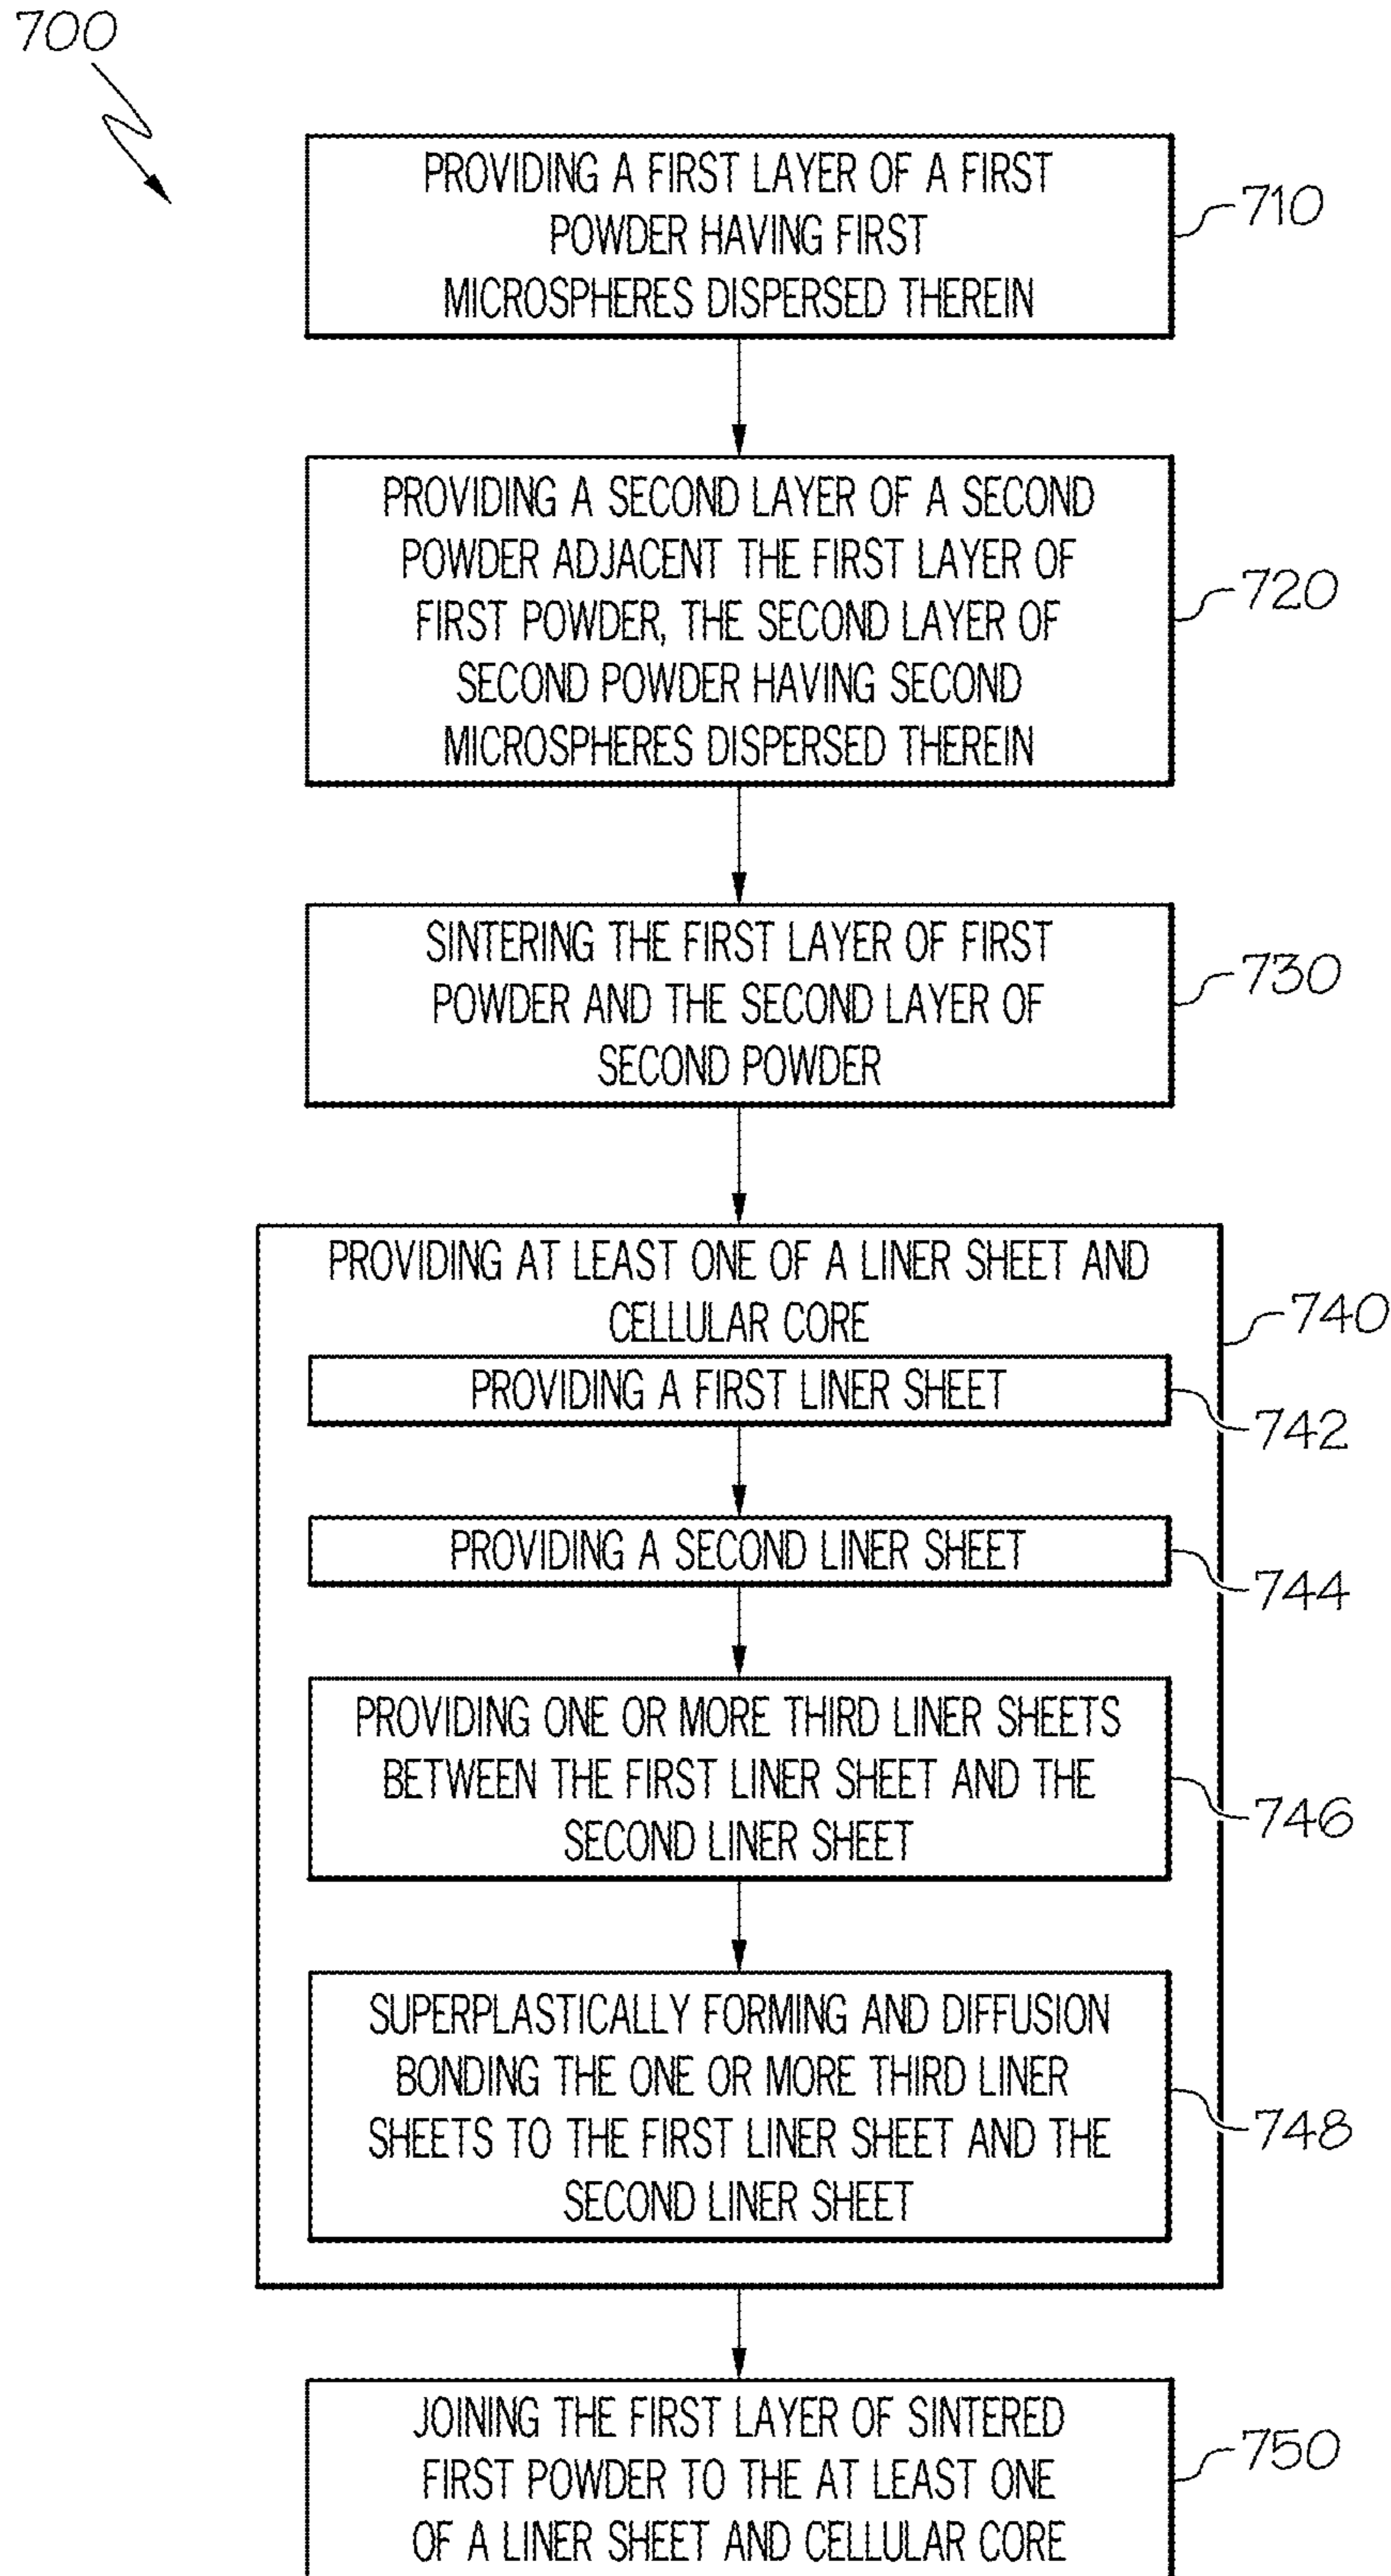 700
PROVIDING A FIRST LAYER OF A FIRST
POWDER HAVING FIRST
MICROSPHERES DISPERSED THEREIN
710
PROVIDING A SECOND LAYER OF A SECOND
POWDER ADJACENT THE FIRST LAYER OF
FIRST POWDER, THE SECOND LAYER OF
SECOND POWDER HAVING SECOND
MICROSPHERES DISPERSED THEREIN
720
SINTERING THE FIRST LAYER OF FIRST
POWDER AND THE SECOND LAYER OF
SECOND POWDER
730
PROVIDING AT LEAST ONE OF A LINER SHEET AND
CELLULAR CORE
740
PROVIDING A FIRST LINER SHEET
742
PROVIDING A SECOND LINER SHEET
744
PROVIDING ONE OR MORE THIRD LINER SHEETS
BETWEEN THE FIRST LINER SHEET AND THE
SECOND LINER SHEET
746
SUPERPLASTICALLY FORMING AND DIFFUSION
BONDING THE ONE OR MORE THIRD LINER
SHEETS TO THE FIRST LINER SHEET AND THE
SECOND LINER SHEET
748
JOINING THE FIRST LAYER OF SINTERED
FIRST POWDER TO THE AT LEAST ONE
OF A LINER SHEET AND CELLULAR CORE
750